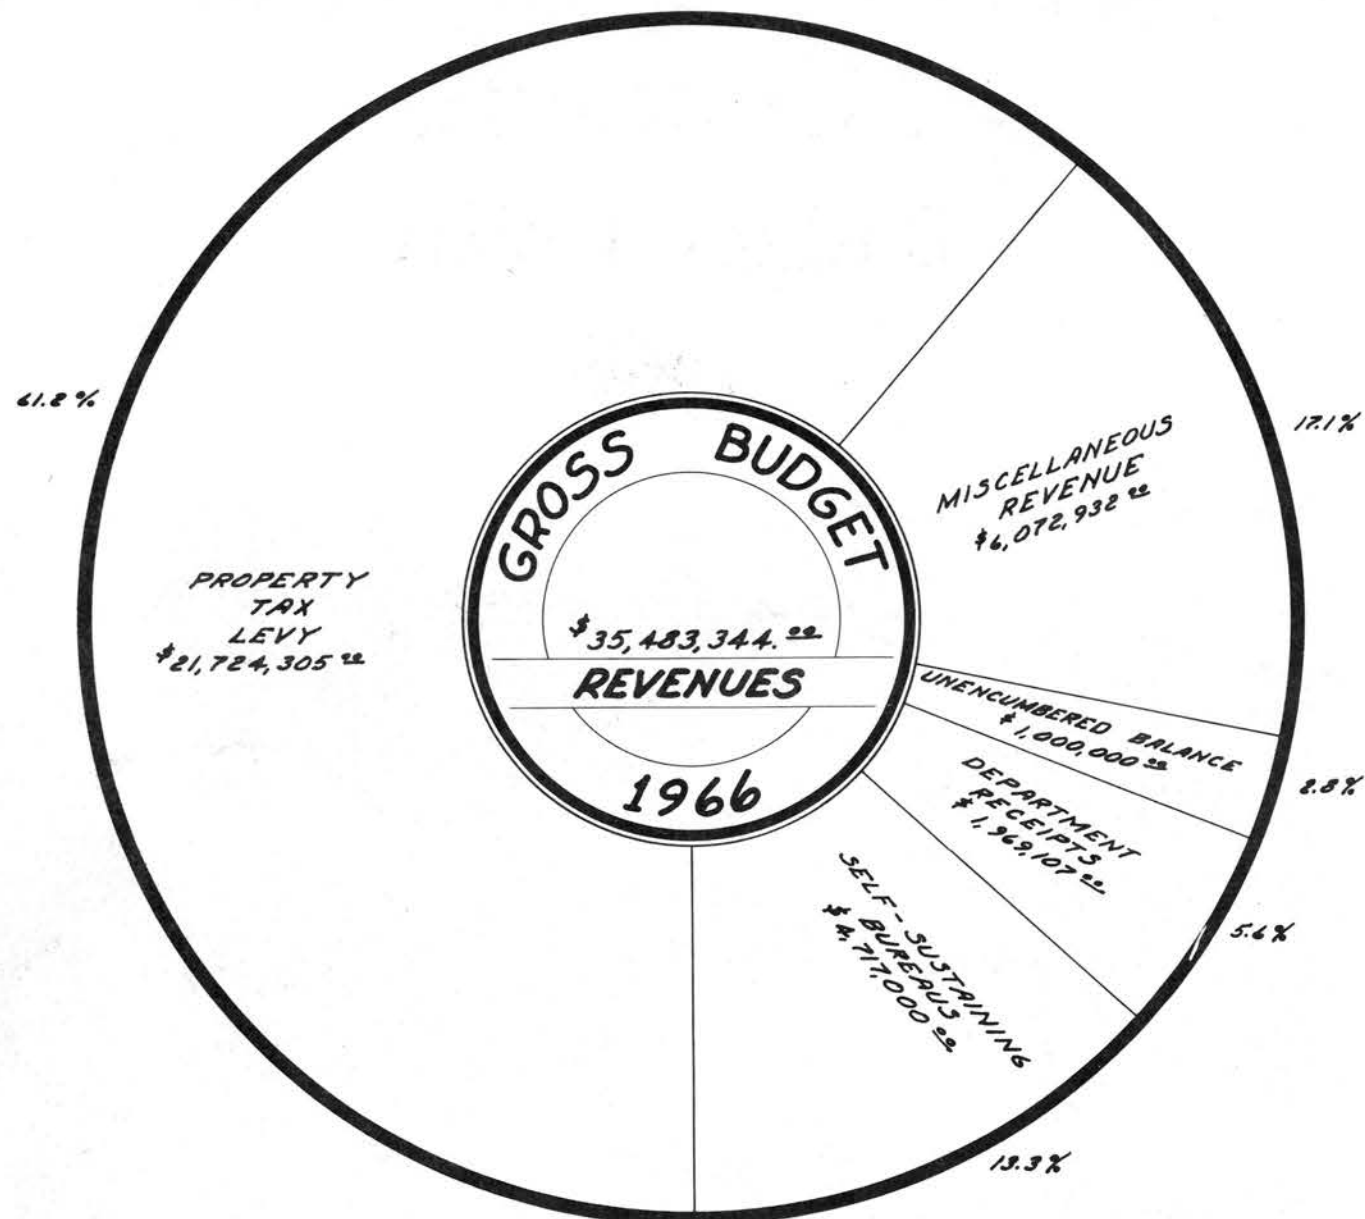 GROSS BUDGET
$35,483,344.00
REVENUES
1966
61.2%
PROPERTY
TAX
LEVY
$21,724,305 00
17.1%
MISCELLANEOUS
REVENUE
$6,072,932 00
UNENCUMBERED BALANCE
$1,000,000 00
2.8%
DEPARTMENT
RECEIPTS
$1,969,107 00
5.6%
SELF-SUSTAINING
BUREAUS
$4,717,000 00
13.3%